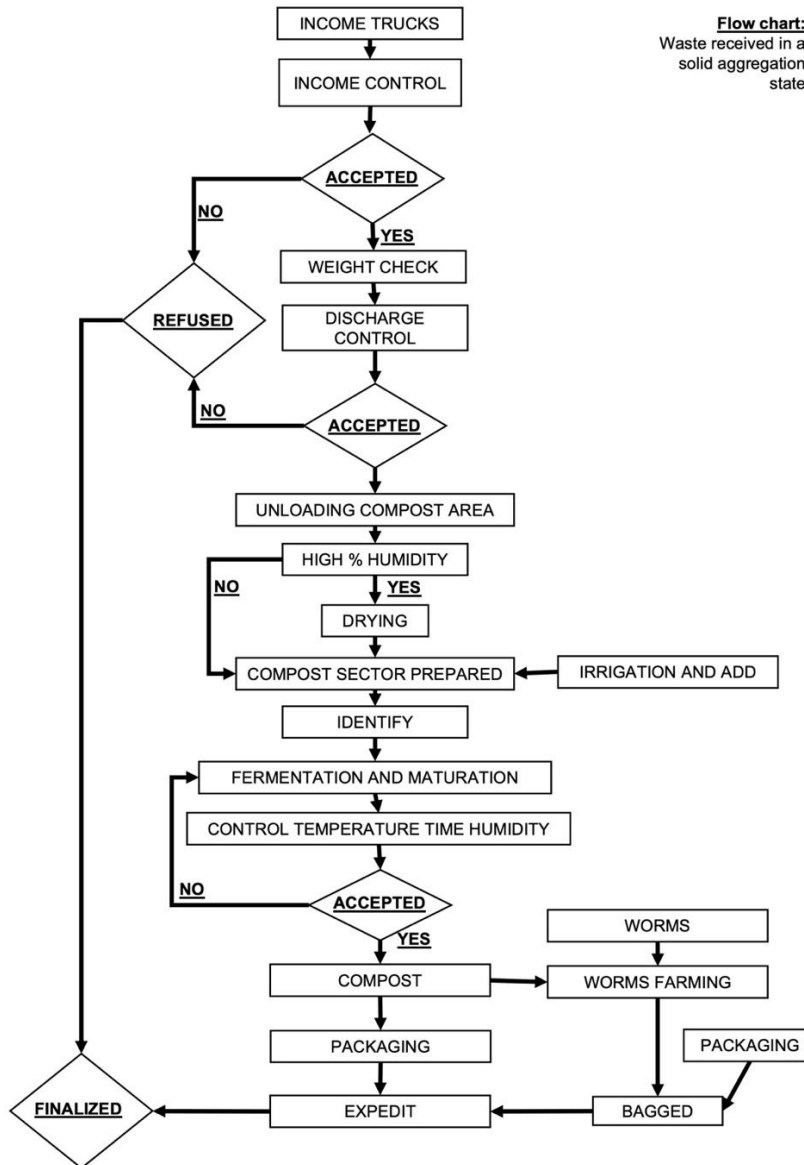 Flow chart:
Waste received in a
solid aggregation
state
INCOME TRUCKS
INCOME CONTROL
ACCEPTED
NO
YES
WEIGHT CHECK
REFUSED
DISCHARGE
CONTROL
NO
ACCEPTED
UNLOADING COMPOST AREA
HIGH % HUMIDITY
NO
YES
DRYING
COMPOST SECTOR PREPARED
IRRIGATION AND ADD
IDENTIFY
FERMENTATION AND MATURATION
CONTROL TEMPERATURE TIME HUMIDITY
NO
ACCEPTED
YES
WORMS
COMPOST
WORMS FARMING
PACKAGING
PACKAGING
FINALIZED
EXPEDIT
BAGGED